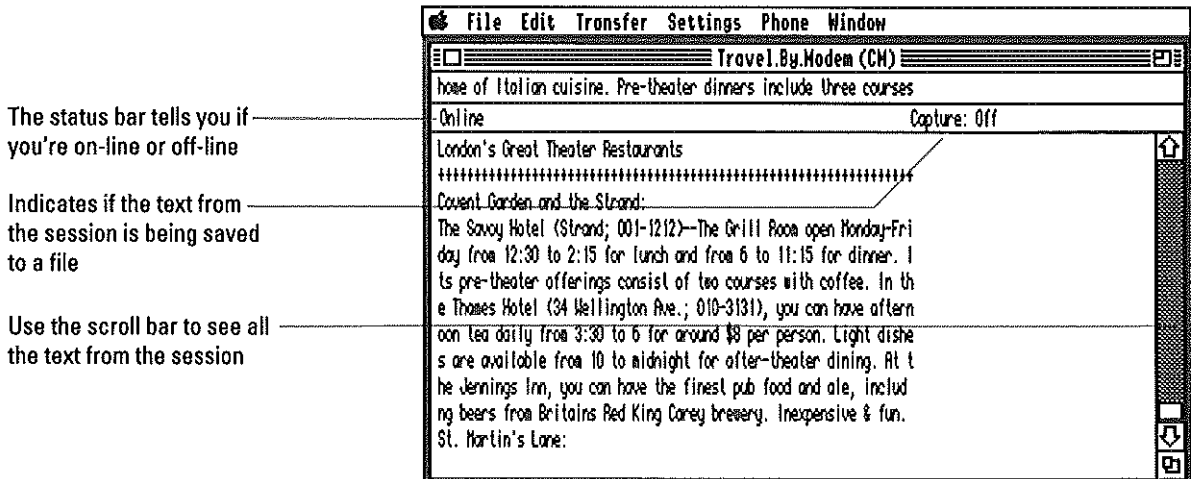 File Edit Transfer Settings Phone Window
Travel.By.Modem (CM)
home of Italian cuisine. Pre-theater dinners include three courses
The status bar tells you if
you're on-line or off-line
Online Capture: Off
Indicates if the text from
the session is being saved
to a file
Use the scroll bar to see all
the text from the session
London's Great Theater Restaurants
Covent Garden and the Strand:
The Savoy Hotel (Strand; 001-1212)--The Grill Room open Monday-Fri
day from 12:30 to 2:15 for lunch and from 6 to 11:15 for dinner. I
ts pre-theater offerings consist of two courses with coffee. In th
e Thames Hotel (34 Wellington Ave.; 010-3131), you can have aftern
oon tea daily from 3:30 to 6 for around $8 per person. Light dishe
s are available from 10 to midnight for after-theater dining. At t
he Jennings Inn, you can have the finest pub food and ale, includ
ng beers from Britains Red King Carey brewery. Inexpensive & fun.
St. Martin's Lane: